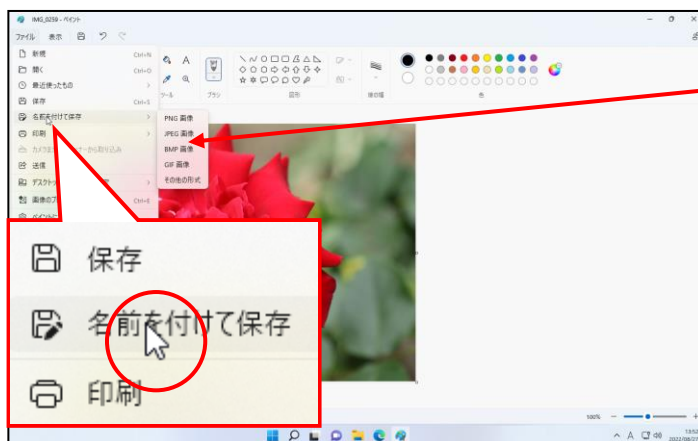 IMG_0259 - ペイント
ファイル 表示
新規 Ctrl+N
開く Ctrl+O
最近使ったもの
保存 Ctrl+S
名前を付けて保存
印刷
送信
PNG 画像
JPEG 画像
BMP 画像
GIF 画像
その他の形式
ツール ブラシ 図形 線の幅 色
保存
名前を付けて保存
印刷
100%
A 13:52